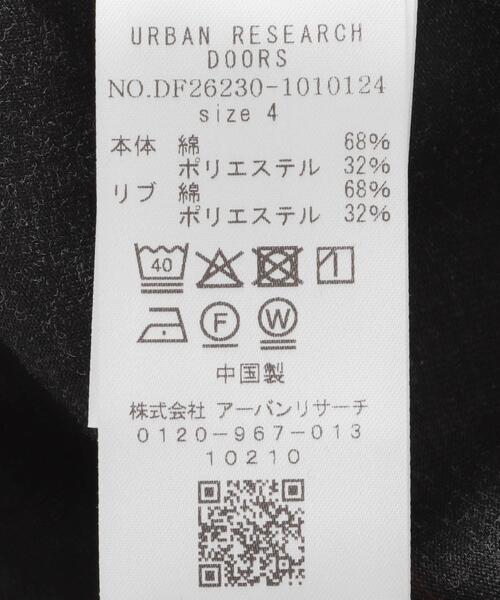 URBAN RESEARCH
DOORS
NO.DF26230-1010124
size 4
本体 綿 68%
ポリエステル 32%
リブ 綿 68%
ポリエステル 32%
40
F W
中国製
株式会社 アーバンリサーチ
0120-967-013
10210